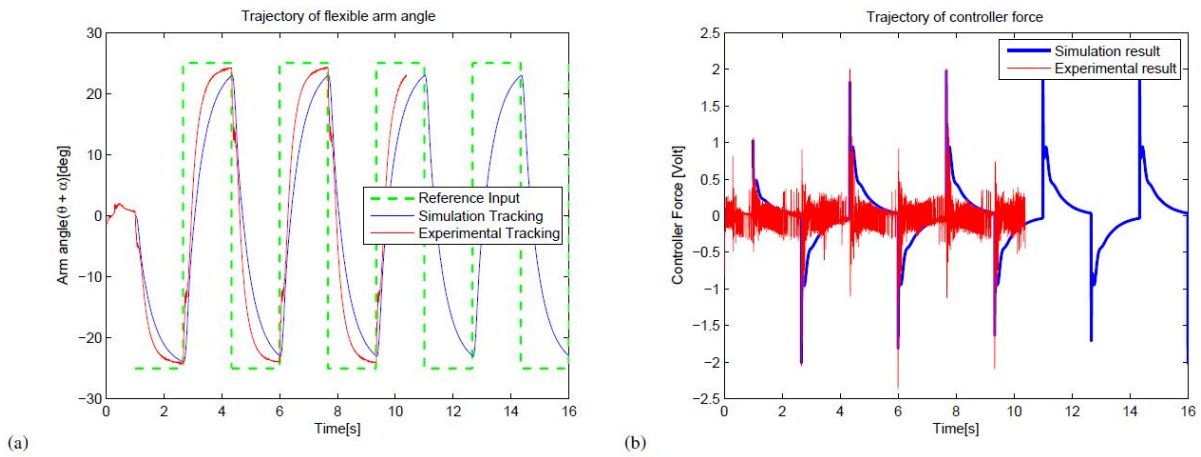 Trajectory of flexible arm angle
30
20
10
0
−10
−20
−30
Arm angle(θ + α)[deg]
Reference Input
Simulation Tracking
Experimental Tracking
0 2 4 6 8 10 12 14 16
Time[s]
(a)
Trajectory of controller force
2.5
2
1.5
1
0.5
0
−0.5
−1
−1.5
−2
−2.5
Controller Force [Volt]
Simulation result
Experimental result
0 2 4 6 8 10 12 14 16
Time[s]
(b)